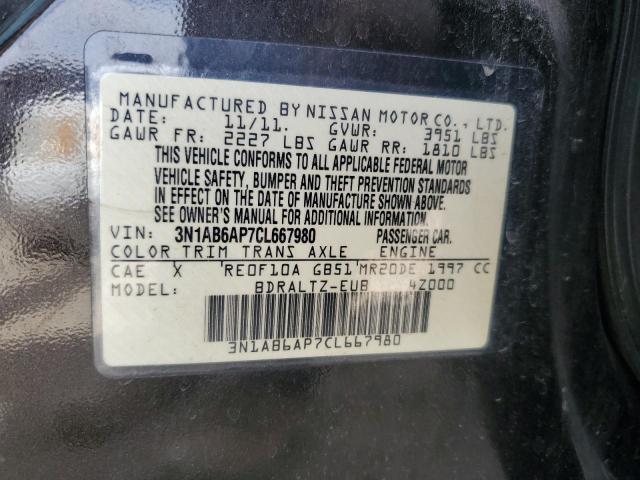 MANUFACTURED BY NISSAN MOTOR CO., LTD.
DATE: 11/11. GVWR: 3951 LBS
GAWR FR: 2227 LBS GAWR RR: 1810 LBS
THIS VEHICLE CONFORMS TO ALL APPLICABLE FEDERAL MOTOR
VEHICLE SAFETY, BUMPER AND THEFT PREVENTION STANDARDS
IN EFFECT ON THE DATE OF MANUFACTURE SHOWN ABOVE.
SEE OWNER'S MANUAL FOR ADDITIONAL INFORMATION.
VIN: 3N1AB6AP7CL667980 PASSENGER CAR.
COLOR TRIM TRANS AXLE ENGINE
CAE X RE0F10A GB51 MR20DE 1997 CC
MODEL: BDRALTZ-EUB 4Z000
3N1AB6AP7CL667980